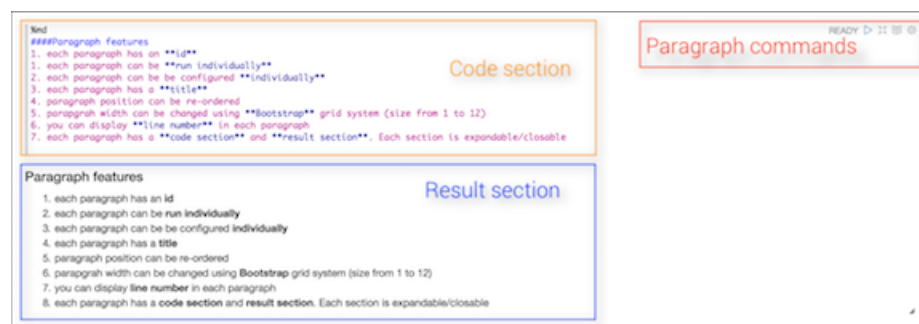 %md
####Paragraph features
1. each paragraph has an **id**
1. each paragraph can be **run individually**
2. each paragraph can be be configured **individually**
3. each paragraph has a **title**
4. paragraph position can be re-ordered
5. parapgrah width can be changed using **Bootstrap** grid system (size from 1 to 12)
6. you can display **line number** in each paragraph
7. each paragraph has a **code section** and **result section**. Each section is expandable/closable
Code section
READY
Paragraph commands
Paragraph features
Result section
1. each paragraph has an id
2. each paragraph can be run individually
3. each paragraph can be be configured individually
4. each paragraph has a title
5. paragraph position can be re-ordered
6. parapgrah width can be changed using Bootstrap grid system (size from 1 to 12)
7. you can display line number in each paragraph
8. each paragraph has a code section and result section. Each section is expandable/closable